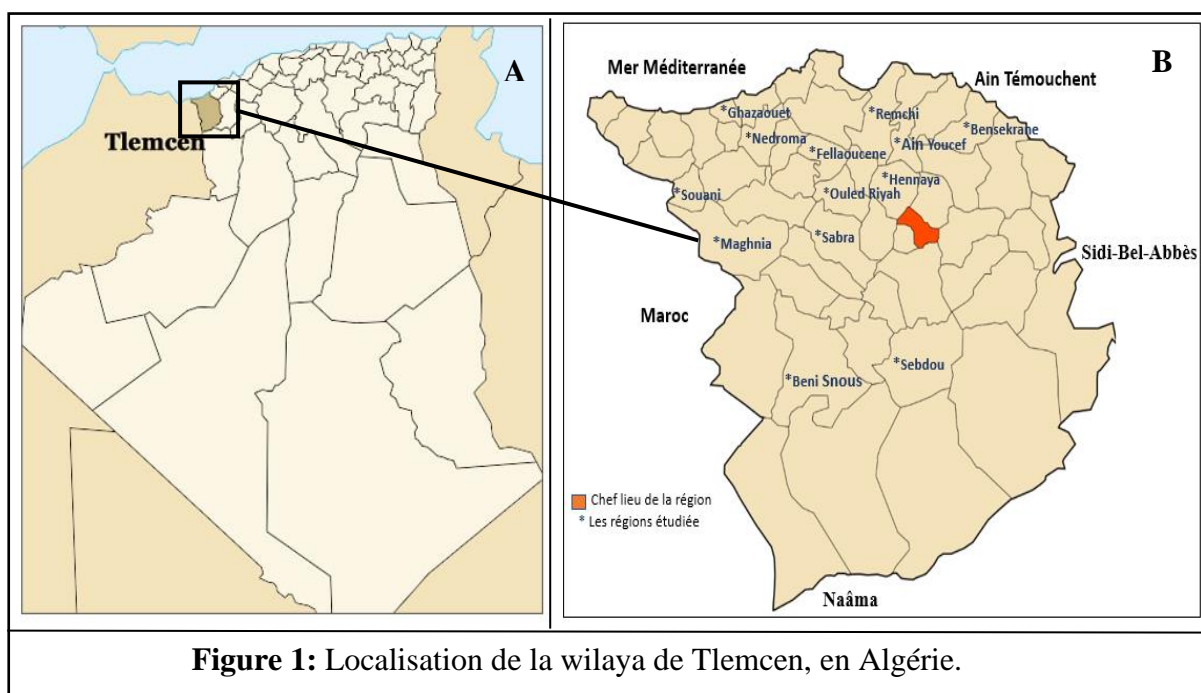 A
Tlemcen
B
Mer Méditerranée
Ain Témouchent
*Ghazaouet
*Remchi
*Bensekrane
*Nedroma
*Ain Youcef
*Fellaoucene
*Hennaya
*Souani
*Ouled Riyah
*Maghnia
*Sabra
Sidi-Bel-Abbès
Maroc
*Sebdou
*Beni Snous
Chef lieu de la région
* Les régions étudiée
Naâma
Figure 1: Localisation de la wilaya de Tlemcen, en Algérie.